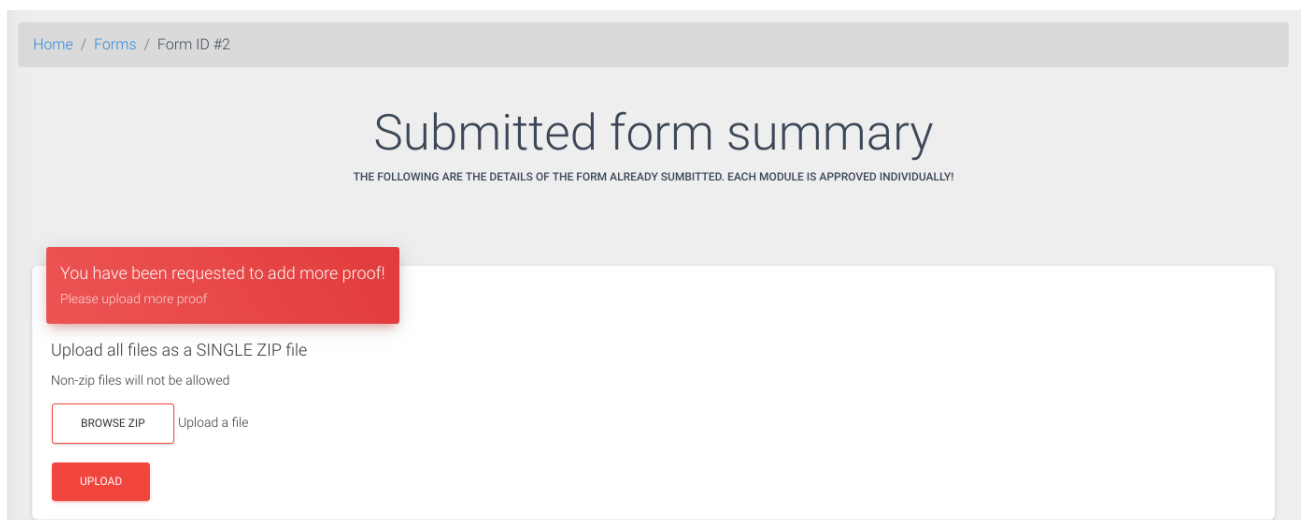 Home / Forms / Form ID #2
Submitted form summary
THE FOLLOWING ARE THE DETAILS OF THE FORM ALREADY SUMBITTED. EACH MODULE IS APPROVED INDIVIDUALLY!
You have been requested to add more proof!
Please upload more proof
Upload all files as a SINGLE ZIP file
Non-zip files will not be allowed
BROWSE ZIP Upload a file
UPLOAD